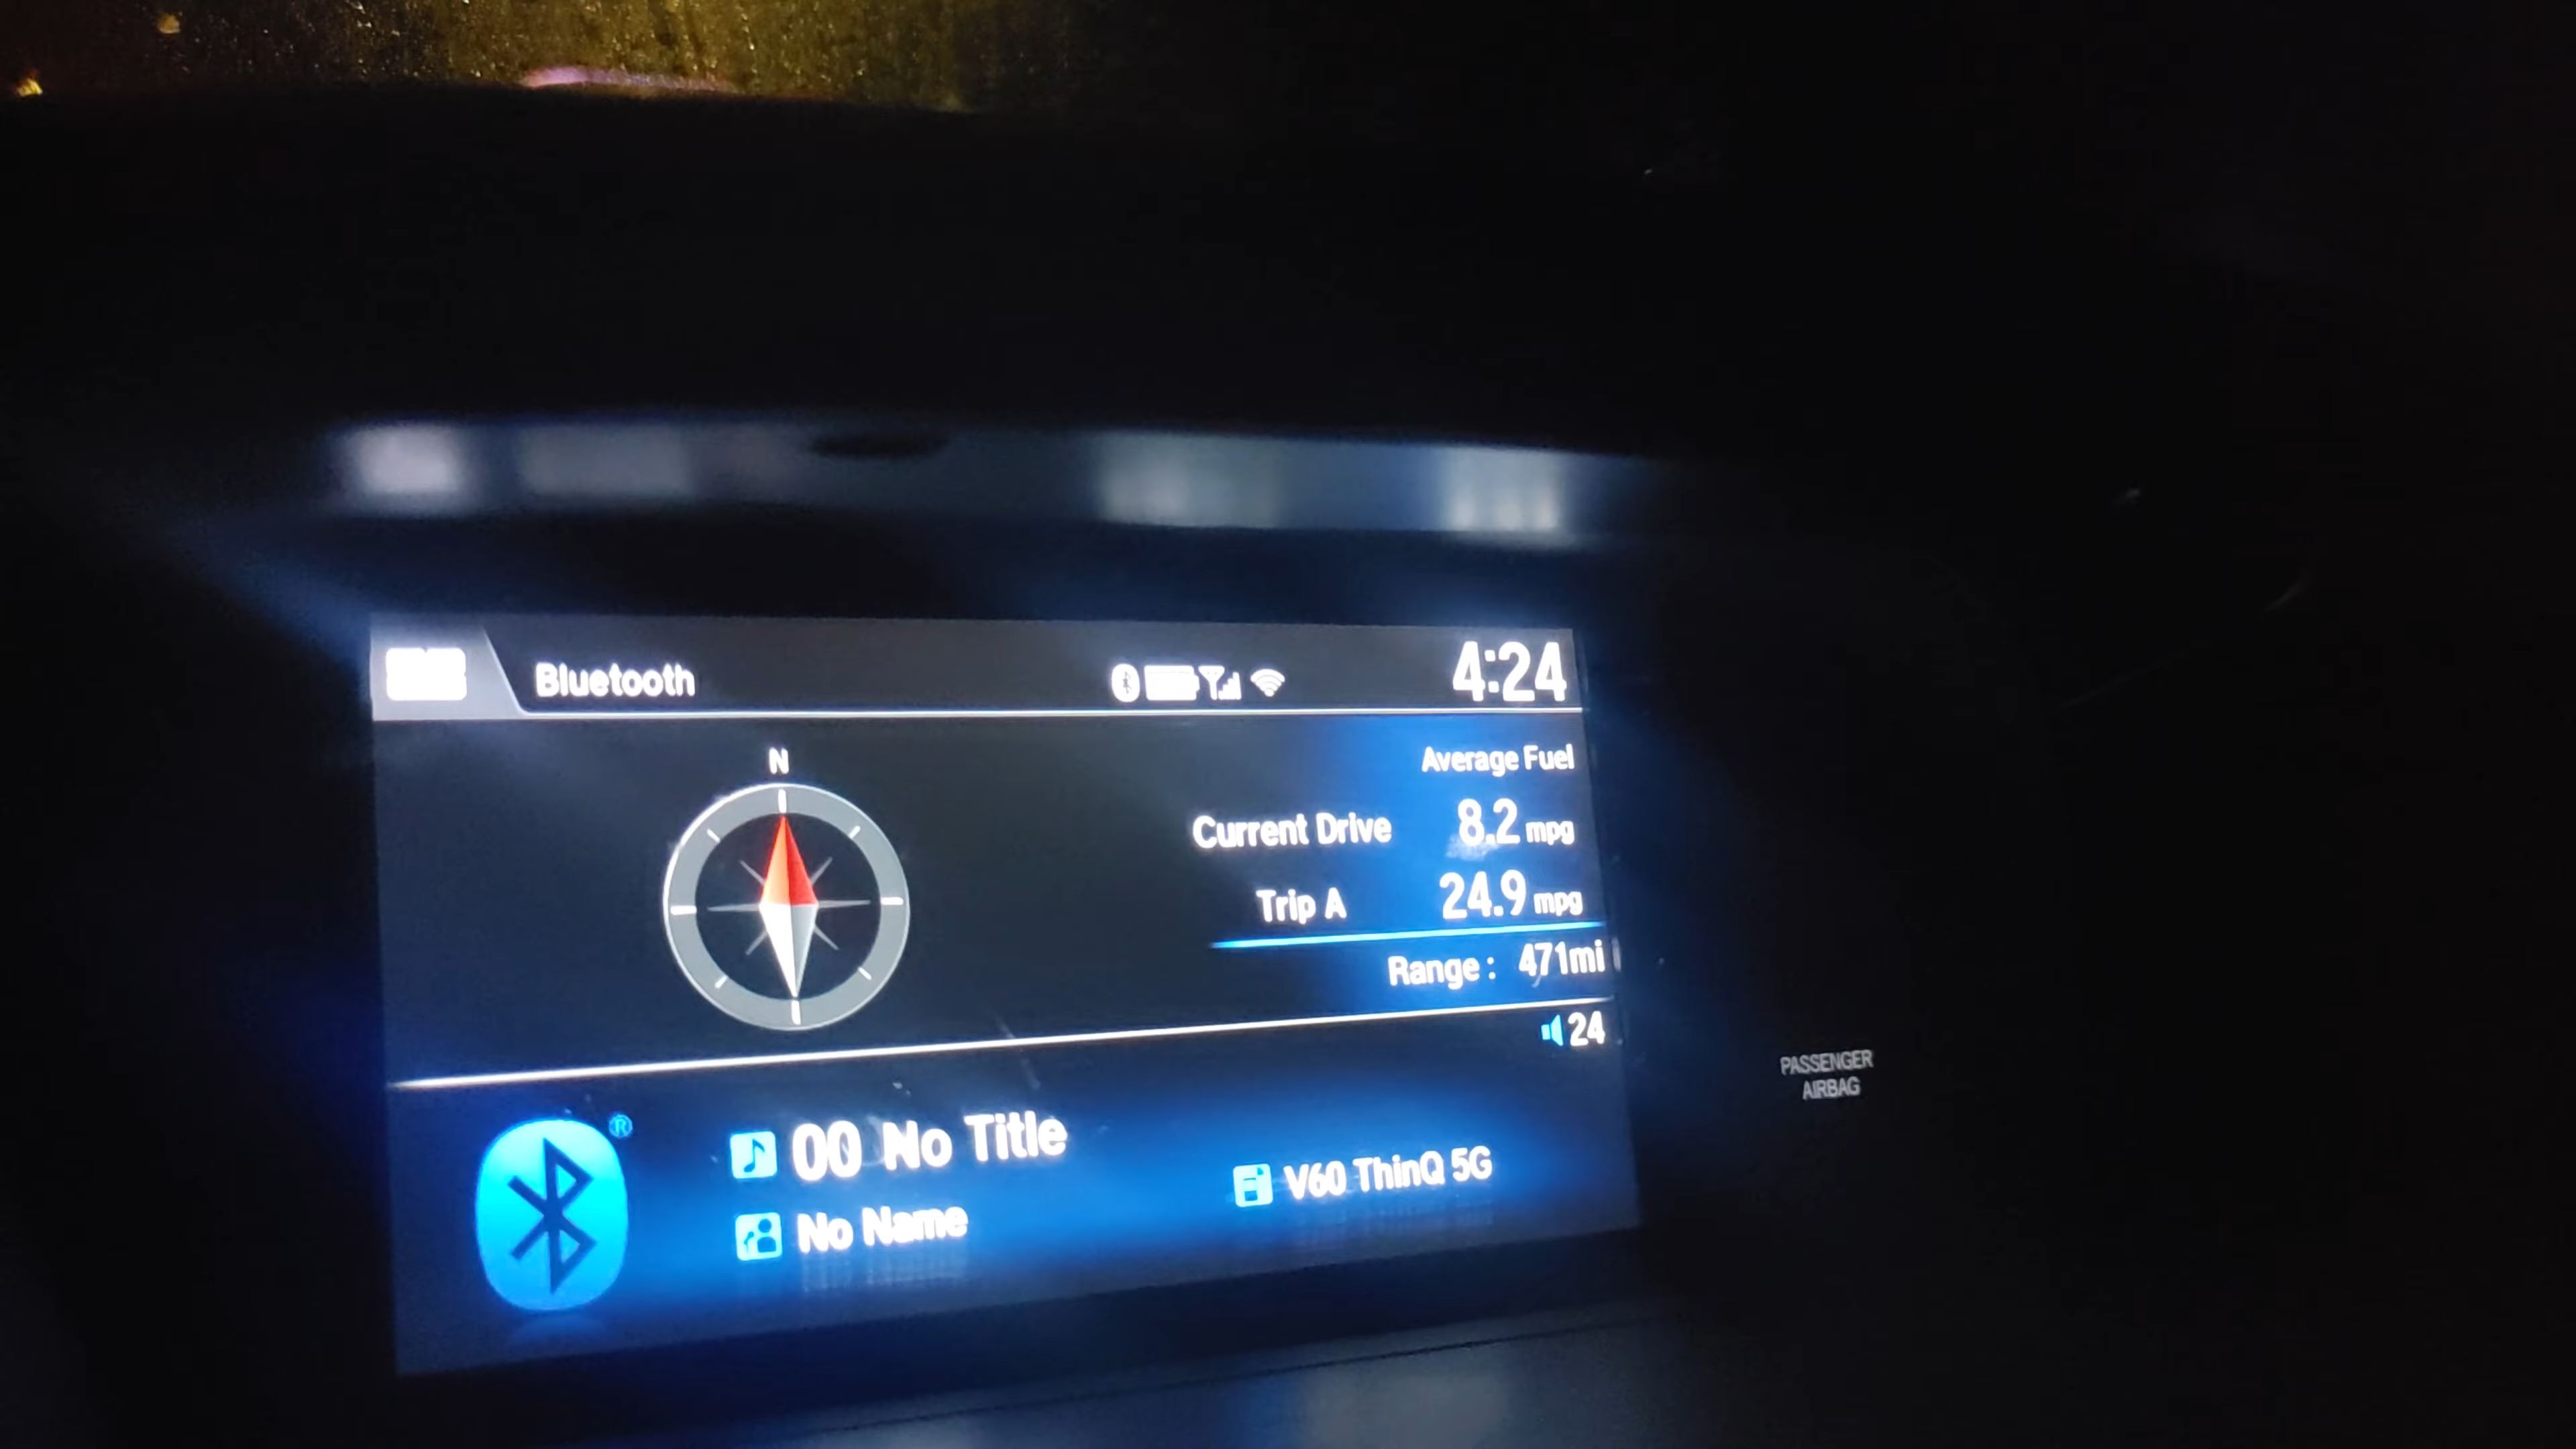 Bluetooth
4:24
N
Average Fuel
Current Drive 8.2 mpg
Trip A 24.9 mpg
Range : 471mi
24
®
00 No Title
V60 ThinQ 5G
No Name
PASSENGER
AIRBAG